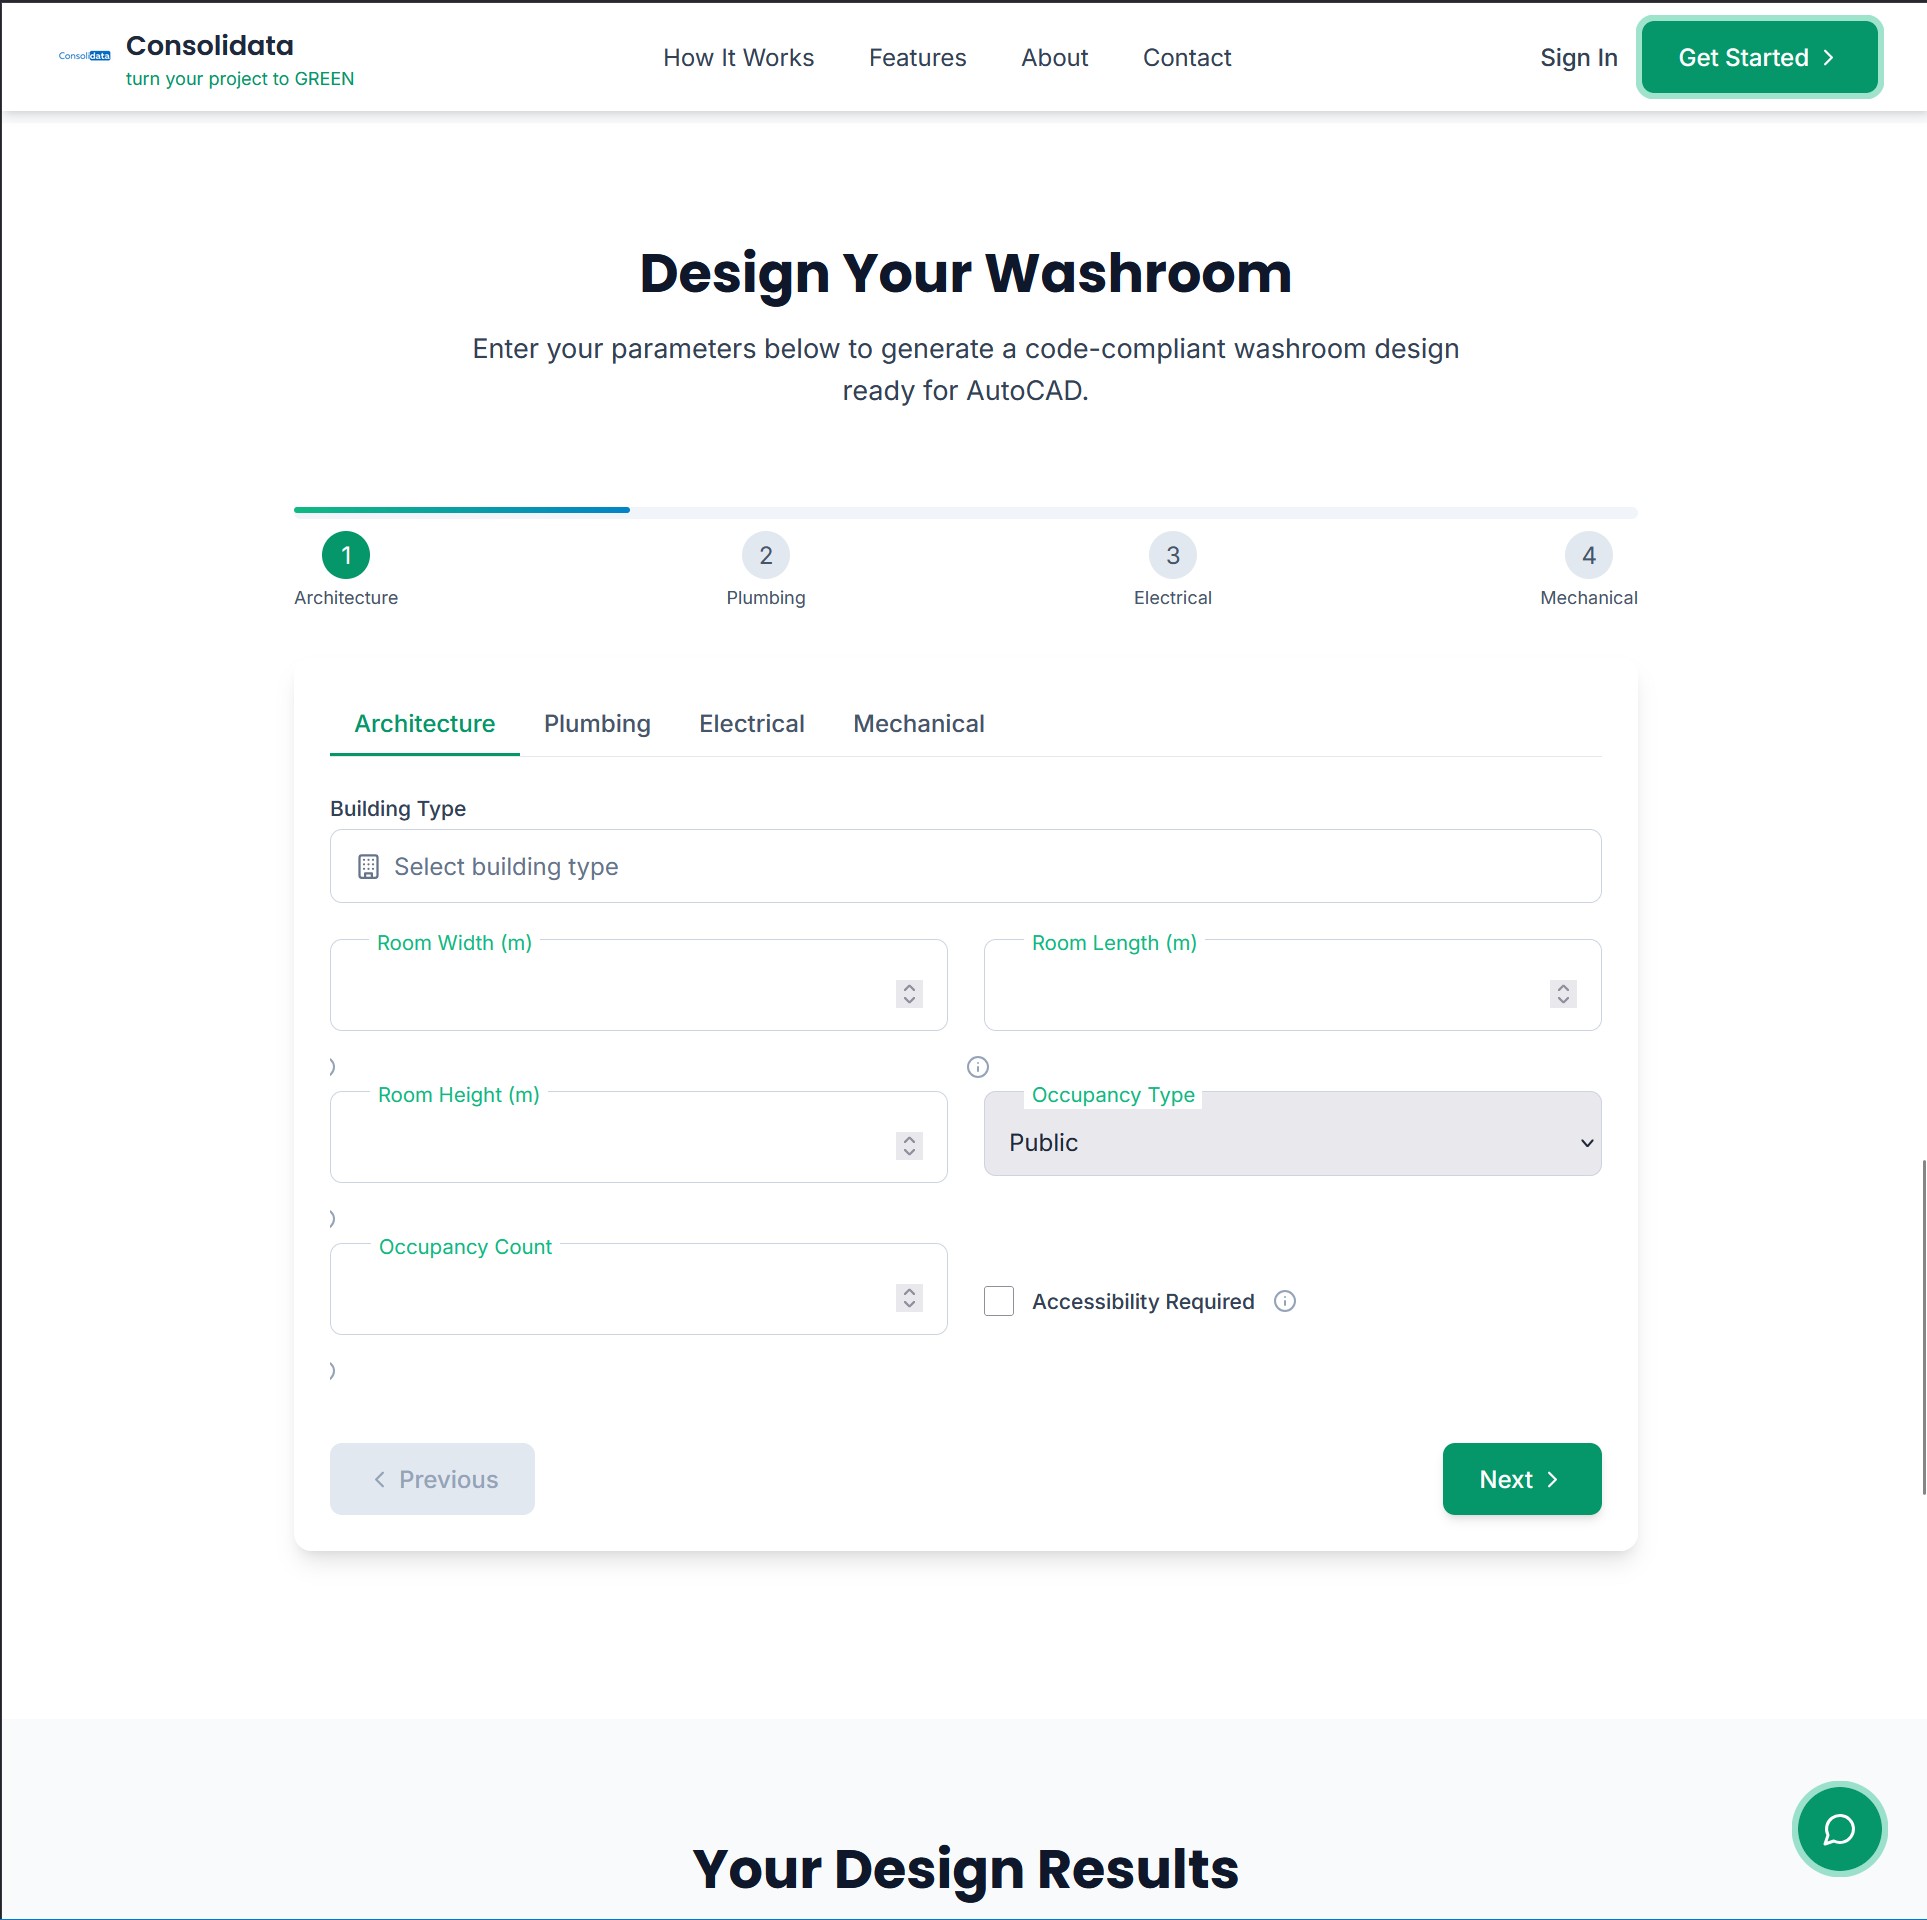 Consolidata
Consolidata
turn your project to GREEN
How It Works
Features
About
Contact
Sign In
Get Started
Design Your Washroom
Enter your parameters below to generate a code-compliant washroom design
ready for AutoCAD.
1
2
3
4
Architecture
Plumbing
Electrical
Mechanical
Architecture
Plumbing
Electrical
Mechanical
Building Type
Select building type
Room Width (m)
Room Length (m)
Room Height (m)
Occupancy Type
Public
Occupancy Count
Accessibility Required
Previous
Next
Your Design Results